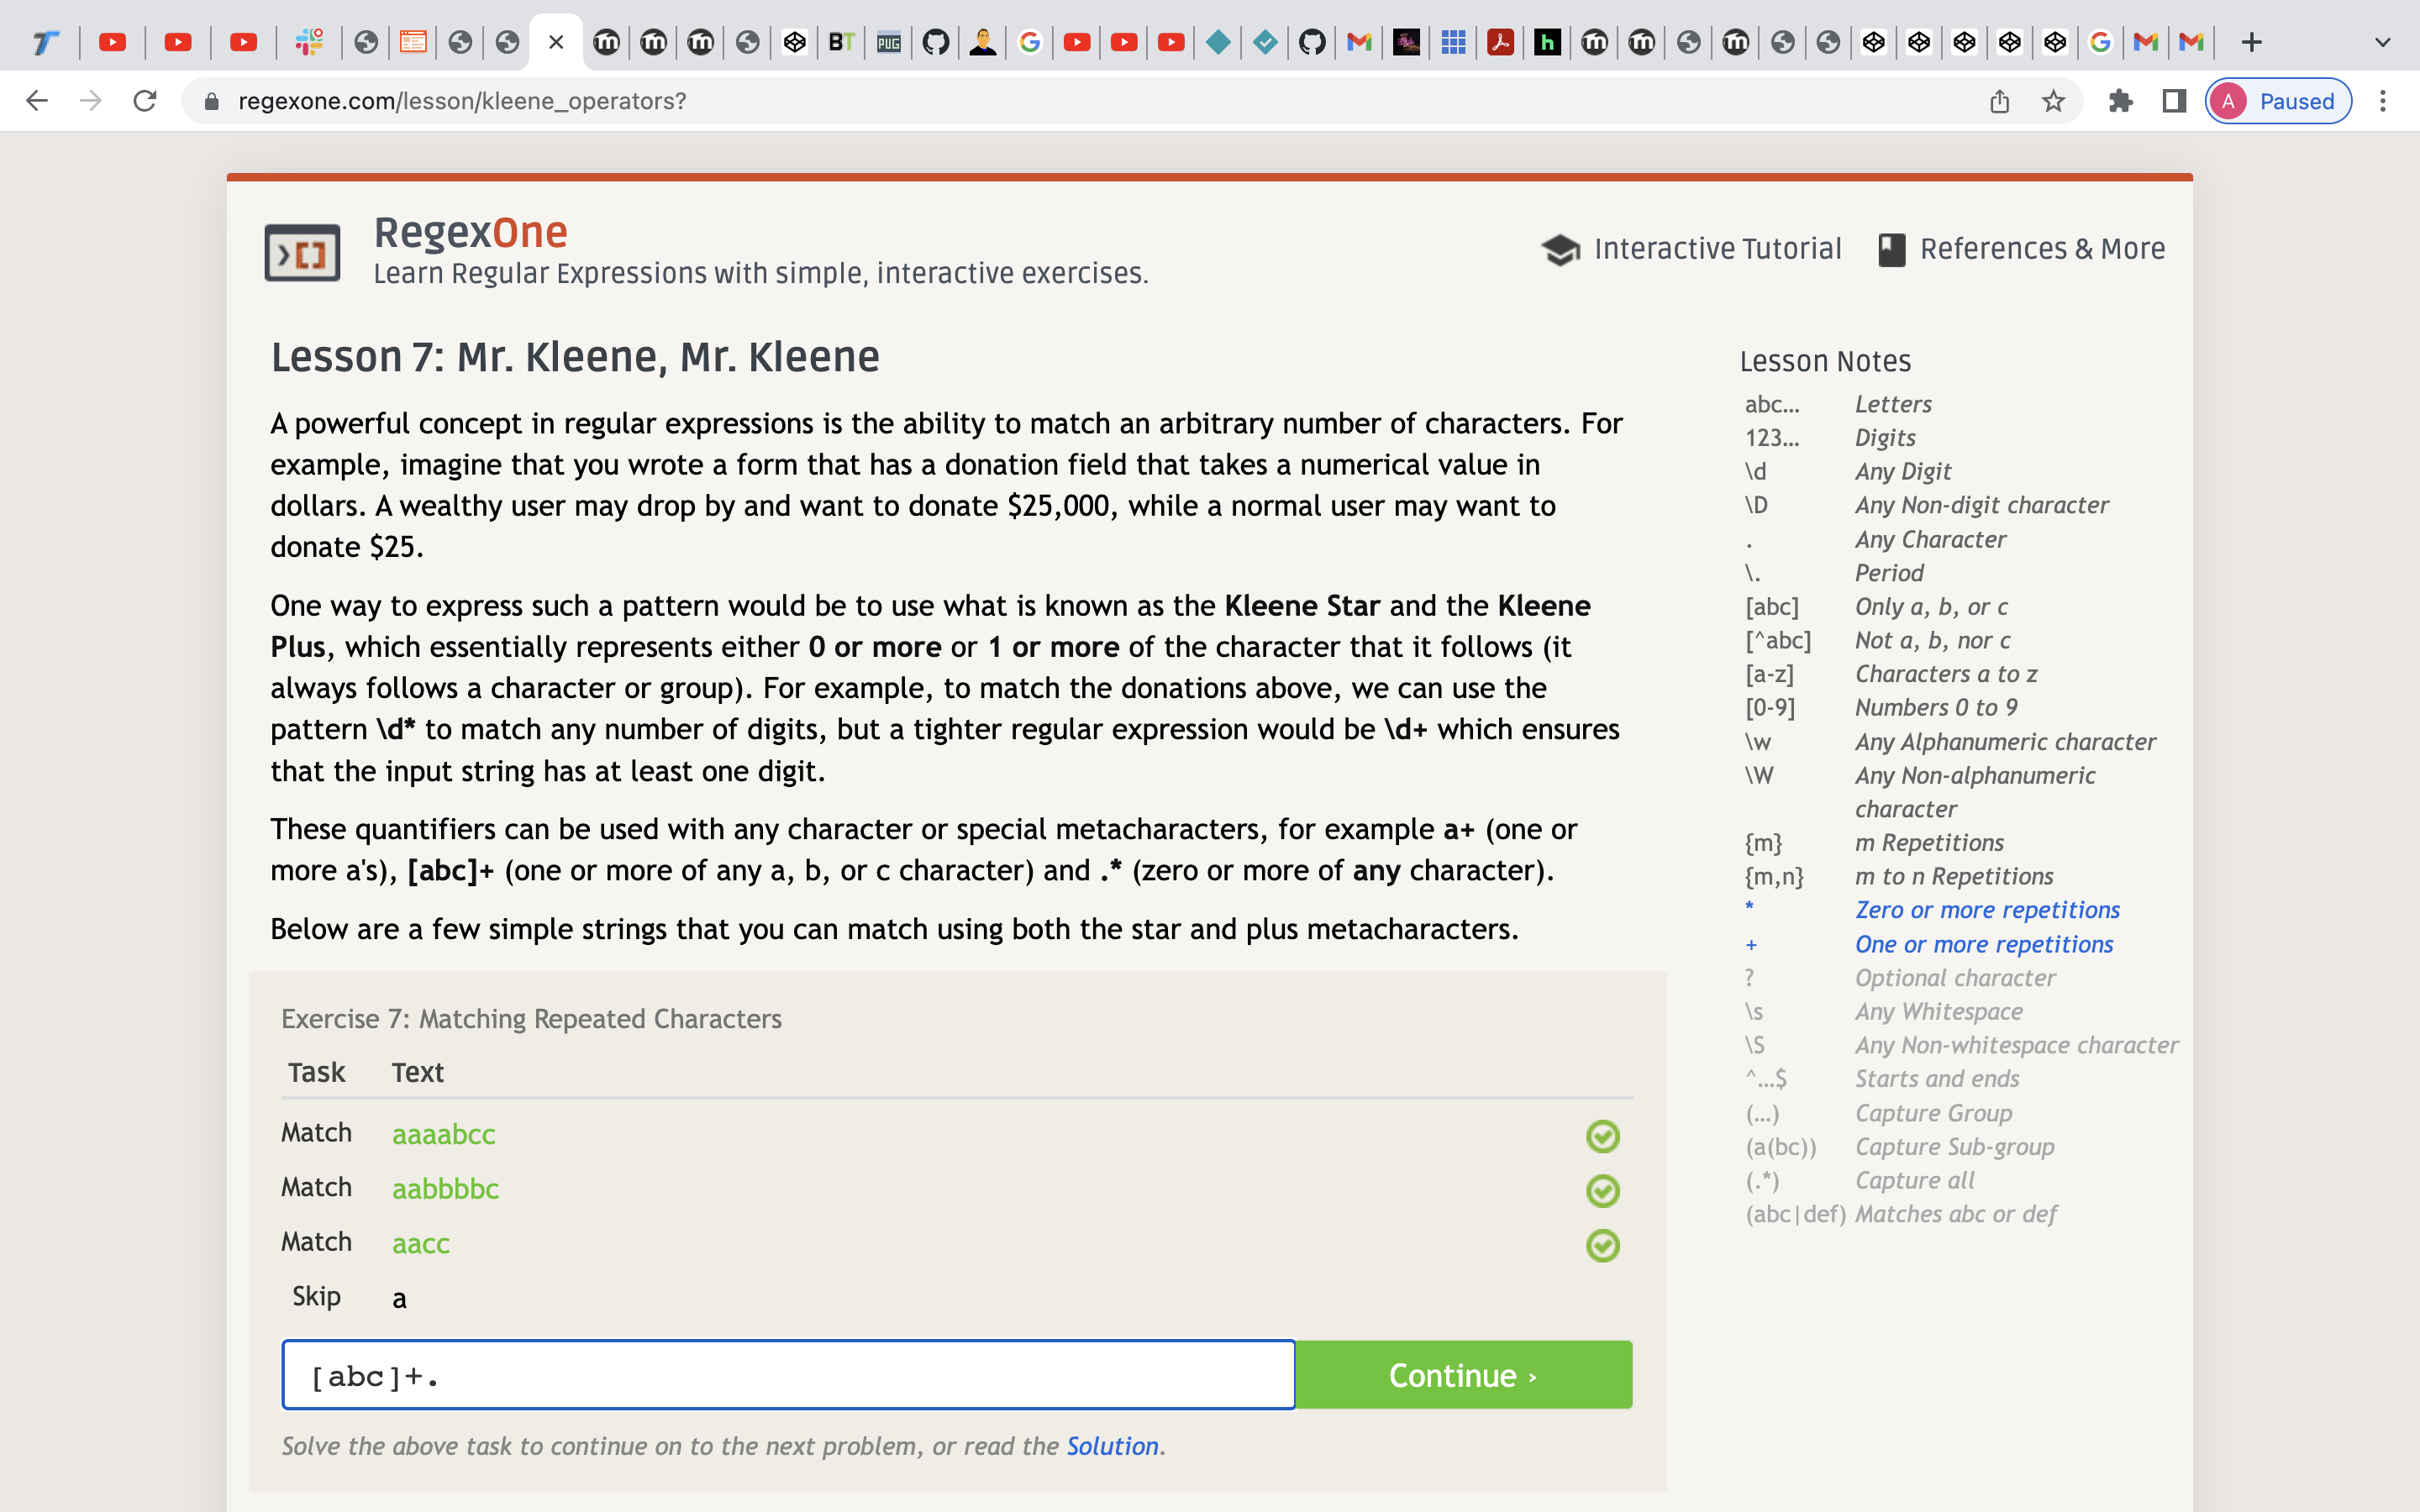 BT
PUG
h
regexone.com/lesson/kleene_operators?
A Paused
RegexOne
Learn Regular Expressions with simple, interactive exercises.
Interactive Tutorial
References & More
Lesson 7: Mr. Kleene, Mr. Kleene
A powerful concept in regular expressions is the ability to match an arbitrary number of characters. For
example, imagine that you wrote a form that has a donation field that takes a numerical value in
dollars. A wealthy user may drop by and want to donate $25,000, while a normal user may want to
donate $25.
One way to express such a pattern would be to use what is known as the Kleene Star and the Kleene
Plus, which essentially represents either 0 or more or 1 or more of the character that it follows (it
always follows a character or group). For example, to match the donations above, we can use the
pattern \d* to match any number of digits, but a tighter regular expression would be \d+ which ensures
that the input string has at least one digit.
These quantifiers can be used with any character or special metacharacters, for example a+ (one or
more a's), [abc]+ (one or more of any a, b, or c character) and .* (zero or more of any character).
Below are a few simple strings that you can match using both the star and plus metacharacters.
Exercise 7: Matching Repeated Characters
Task Text
Match aaaabcc
Match aabbbbc
Match aacc
Skip a
[abc]+.
Continue ›
Solve the above task to continue on to the next problem, or read the Solution.
Lesson Notes
abc… Letters
123… Digits
\d Any Digit
\D Any Non-digit character
. Any Character
\. Period
[abc] Only a, b, or c
[^abc] Not a, b, nor c
[a-z] Characters a to z
[0-9] Numbers 0 to 9
\w Any Alphanumeric character
\W Any Non-alphanumeric
character
{m} m Repetitions
{m,n} m to n Repetitions
* Zero or more repetitions
+ One or more repetitions
? Optional character
\s Any Whitespace
\S Any Non-whitespace character
^…$ Starts and ends
(…) Capture Group
(a(bc)) Capture Sub-group
(.*) Capture all
(abc|def) Matches abc or def